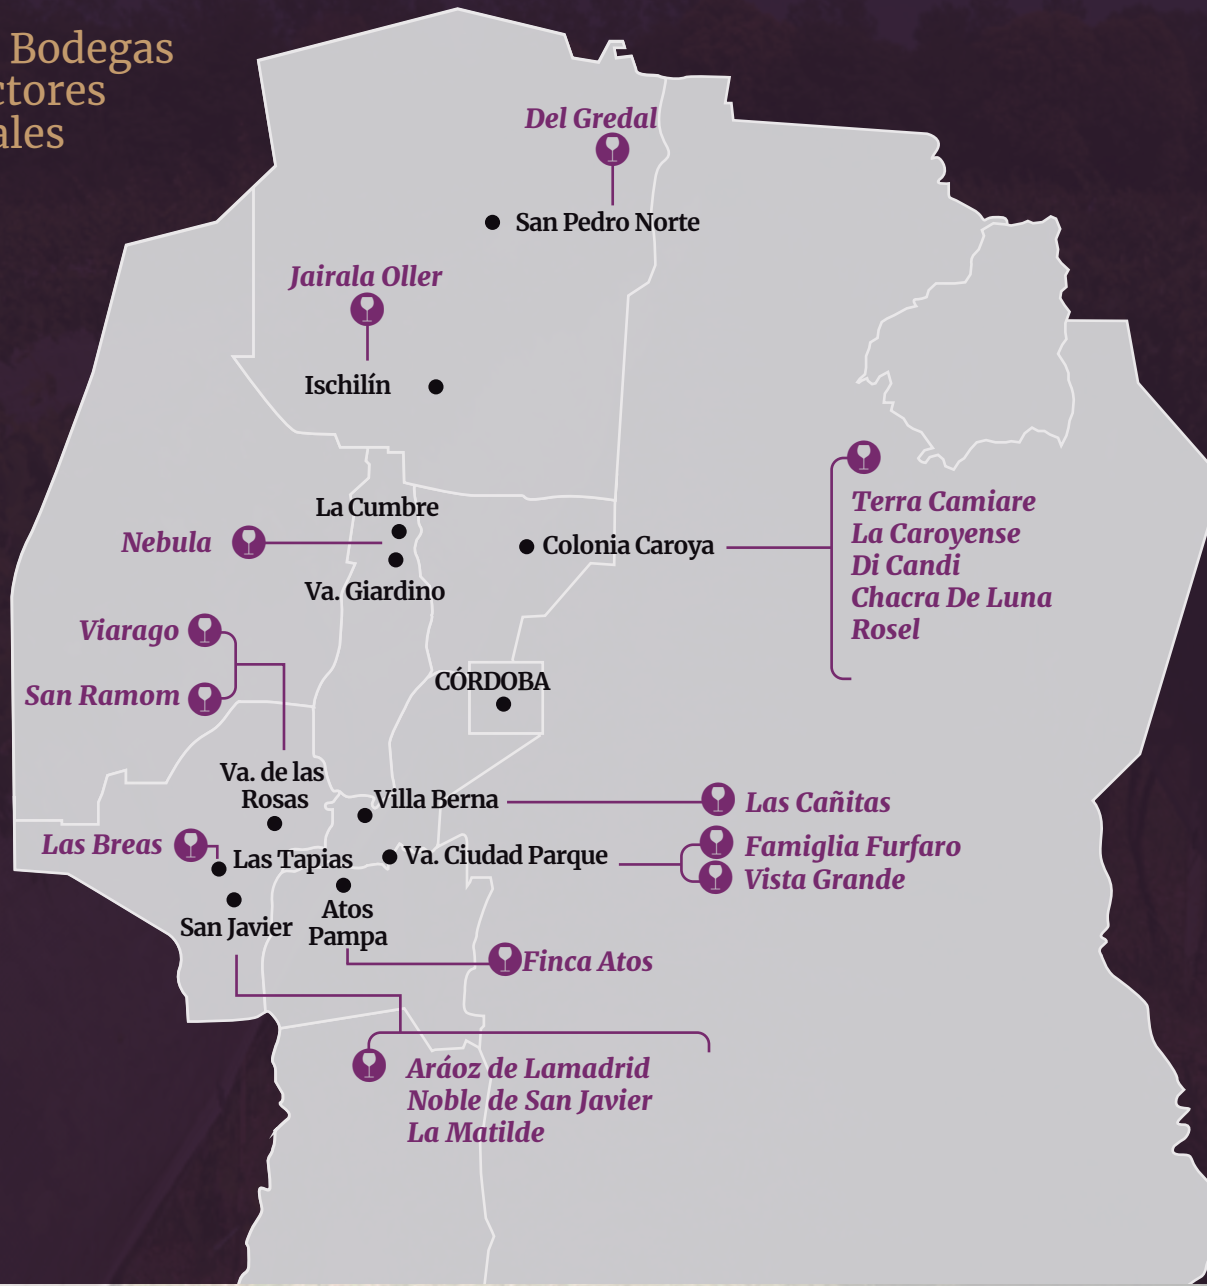 Bodegas
ctores
ales
Del Gredal
San Pedro Norte
Jairala Oller
Ischilín
La Cumbre
Nebula
Va. Giardino
Colonia Caroya
Terra Camiare
La Caroyense
Di Candi
Chacra De Luna
Rosel
Viarago
San Ramom
CÓRDOBA
Va. de las
Rosas
Villa Berna
Las Cañitas
Las Breas
Las Tapias
Va. Ciudad Parque
Famiglia Furfaro
Vista Grande
San Javier
Atos
Pampa
Finca Atos
Aráoz de Lamadrid
Noble de San Javier
La Matilde